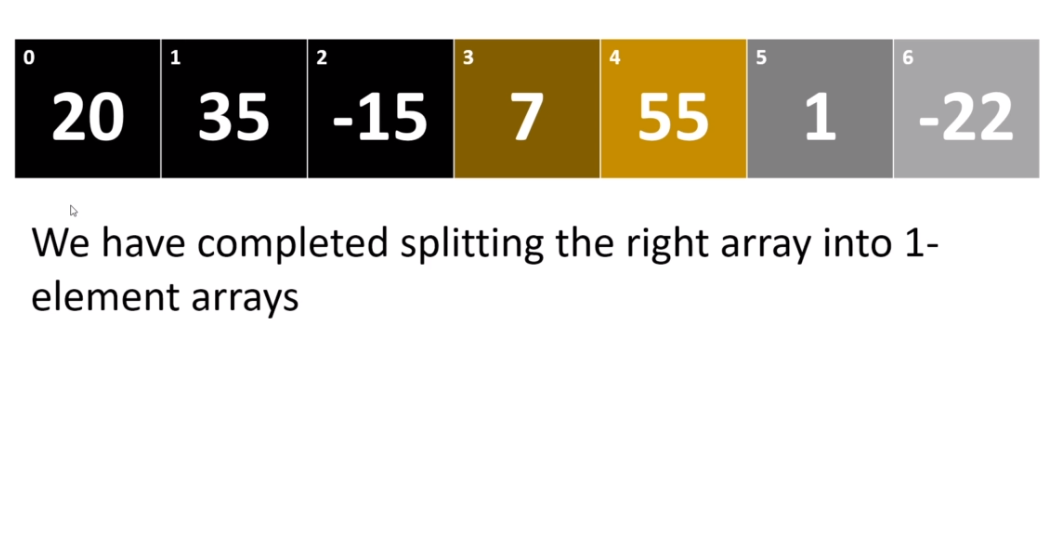 0 1 2 3 4 5 6
20 35 -15 7 55 1 -22
We have completed splitting the right array into 1-
element arrays